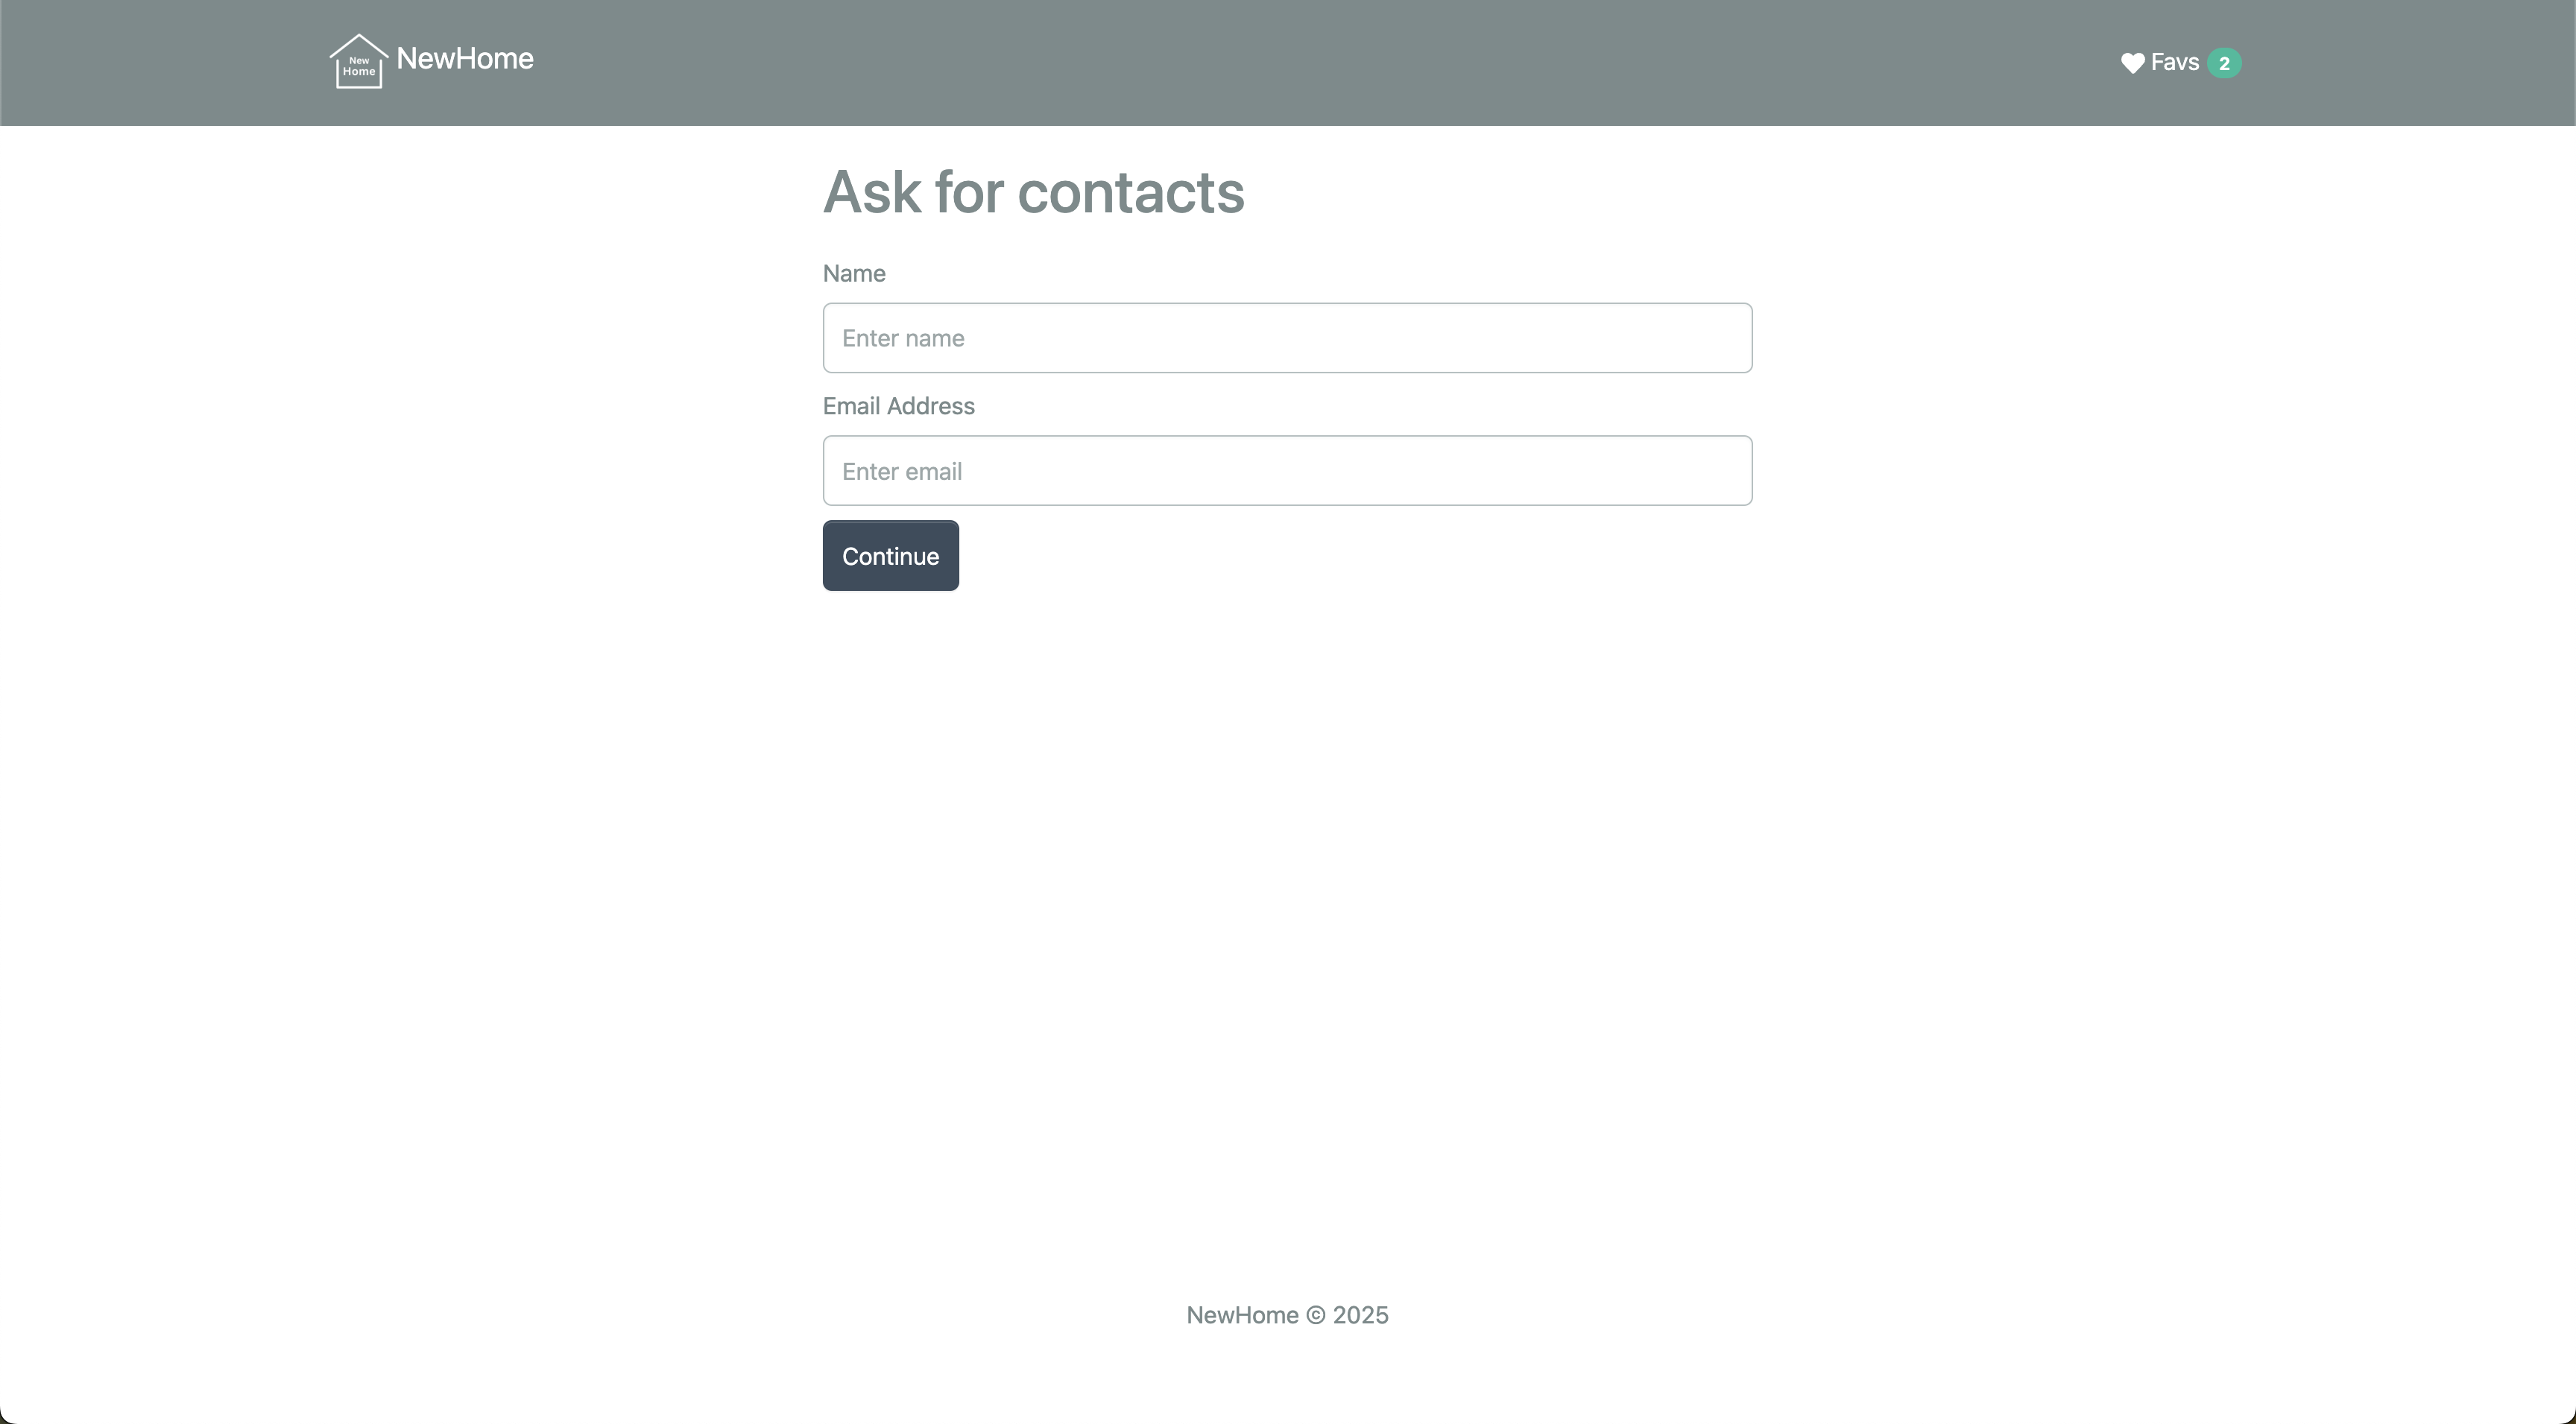 New
Home
NewHome
Favs 2
Ask for contacts
Name
Enter name
Email Address
Enter email
Continue
NewHome © 2025